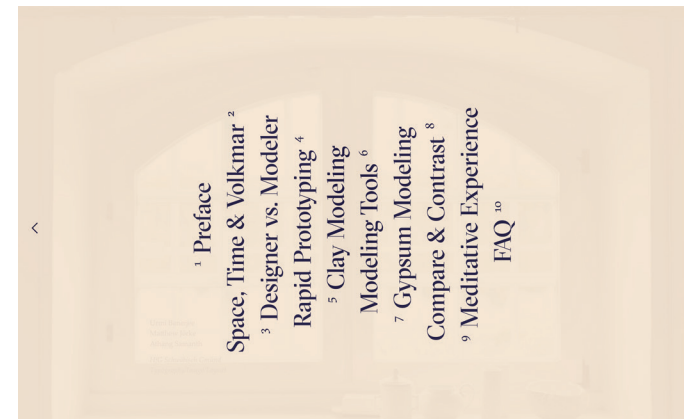 ¹ Preface
Space, Time & Volkmar ²
³ Designer vs. Modeler
Rapid Prototyping ⁴
⁵ Clay Modeling
Modeling Tools ⁶
⁷ Gypsum Modeling
Compare & Contrast ⁸
⁹ Meditative Experience
FAQ ¹⁰